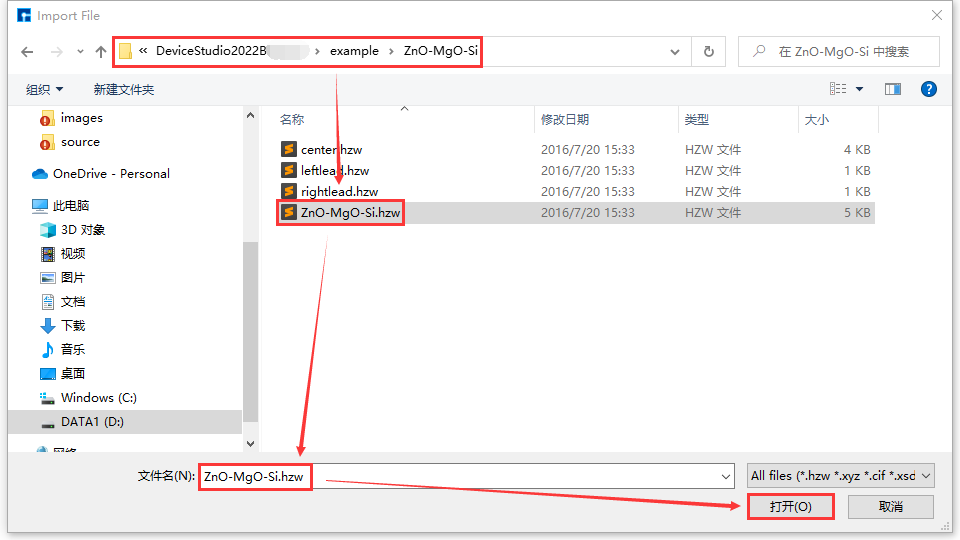 Import File
« DeviceStudio2022B › example › ZnO-MgO-Si
在 ZnO-MgO-Si 中搜索
组织 新建文件夹
名称 修改日期 类型 大小
images
source
OneDrive - Personal
此电脑
3D 对象
视频
图片
文档
下载
音乐
桌面
Windows (C:)
DATA1 (D:)
网络
center.hzw 2016/7/20 15:33 HZW 文件 4 KB
leftlead.hzw 2016/7/20 15:33 HZW 文件 1 KB
rightlead.hzw 2016/7/20 15:33 HZW 文件 1 KB
ZnO-MgO-Si.hzw 2016/7/20 15:33 HZW 文件 5 KB
文件名(N): ZnO-MgO-Si.hzw All files (*.hzw *.xyz *.cif *.xsd
打开(O) 取消